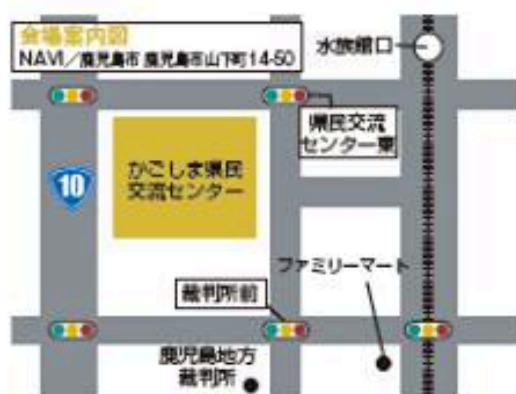 会場案内図
NAVI／鹿児島市 鹿児島市山下町14-50
水族館口
県民交流
センター東
かごしま県民
交流センター
10
ファミリーマート
裁判所前
鹿児島地方
裁判所